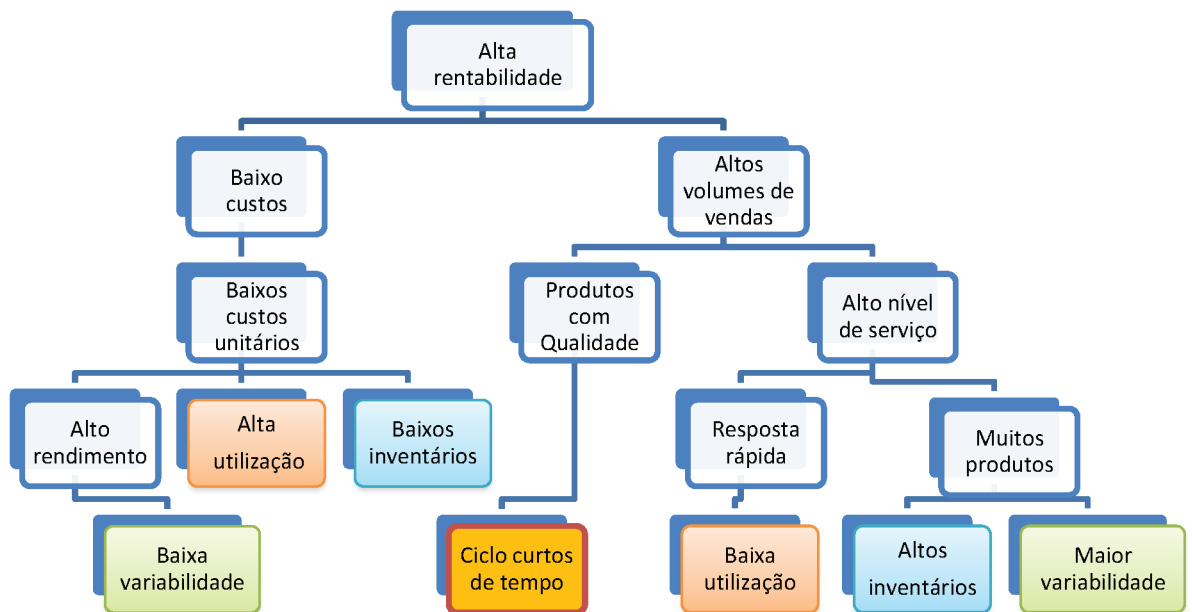 Alta
rentabilidade
Baixo
custos
Altos
volumes de
vendas
Baixos
custos
unitários
Produtos
com
Qualidade
Alto nível
de serviço
Alto
rendimento
Alta
utilização
Baixos
inventários
Resposta
rápida
Muitos
produtos
Baixa
variabilidade
Ciclo curtos
de tempo
Baixa
utilização
Altos
inventários
Maior
variabilidade